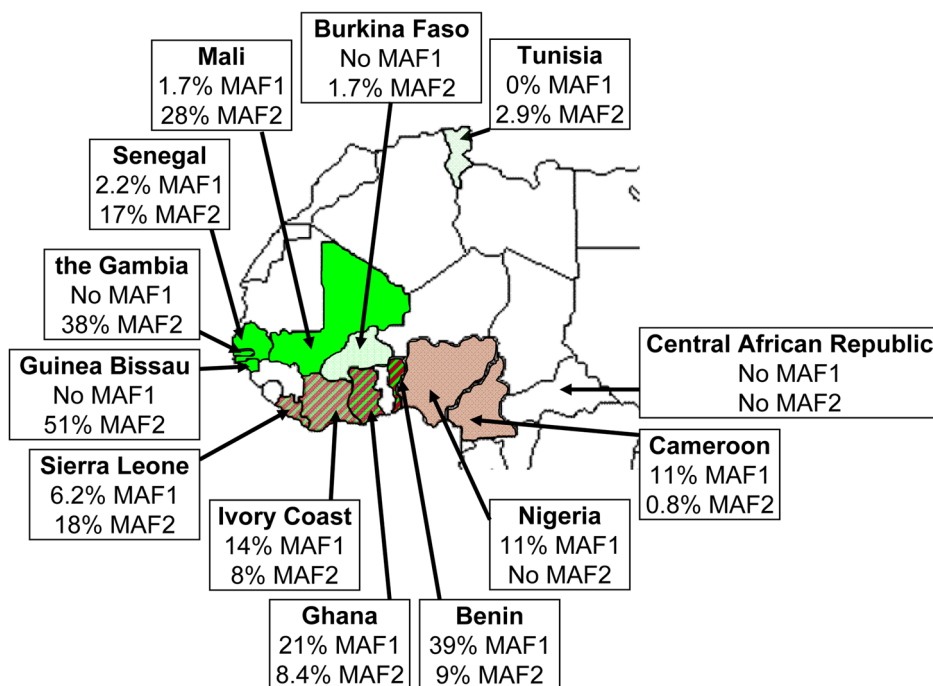 Burkina Faso
No MAF1
1.7% MAF2
Mali
1.7% MAF1
28% MAF2
Tunisia
0% MAF1
2.9% MAF2
Senegal
2.2% MAF1
17% MAF2
the Gambia
No MAF1
38% MAF2
Guinea Bissau
No MAF1
51% MAF2
Central African Republic
No MAF1
No MAF2
Sierra Leone
6.2% MAF1
18% MAF2
Cameroon
11% MAF1
0.8% MAF2
Ivory Coast
14% MAF1
8% MAF2
Nigeria
11% MAF1
No MAF2
Ghana
21% MAF1
8.4% MAF2
Benin
39% MAF1
9% MAF2